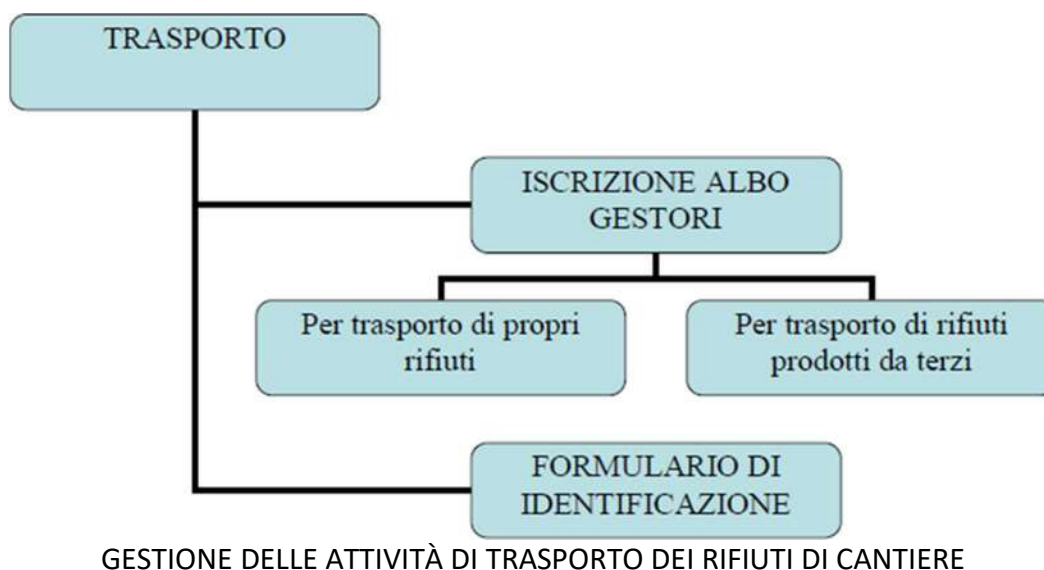 TRASPORTO
ISCRIZIONE ALBO
GESTORI
Per trasporto di propri
rifiuti
Per trasporto di rifiuti
prodotti da terzi
FORMULARIO DI
IDENTIFICAZIONE
GESTIONE DELLE ATTIVITÀ DI TRASPORTO DEI RIFIUTI DI CANTIERE